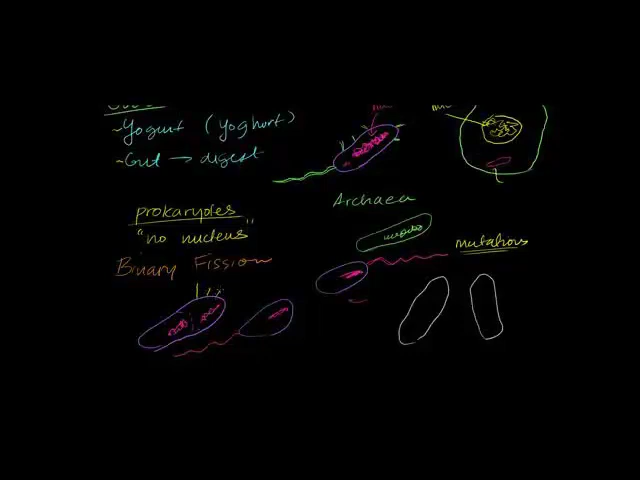 ~Yogurt (Yoghurt)
~Gut → digest
prokaryotes
"no nucleus"
Binary Fission
Archaea
mutations